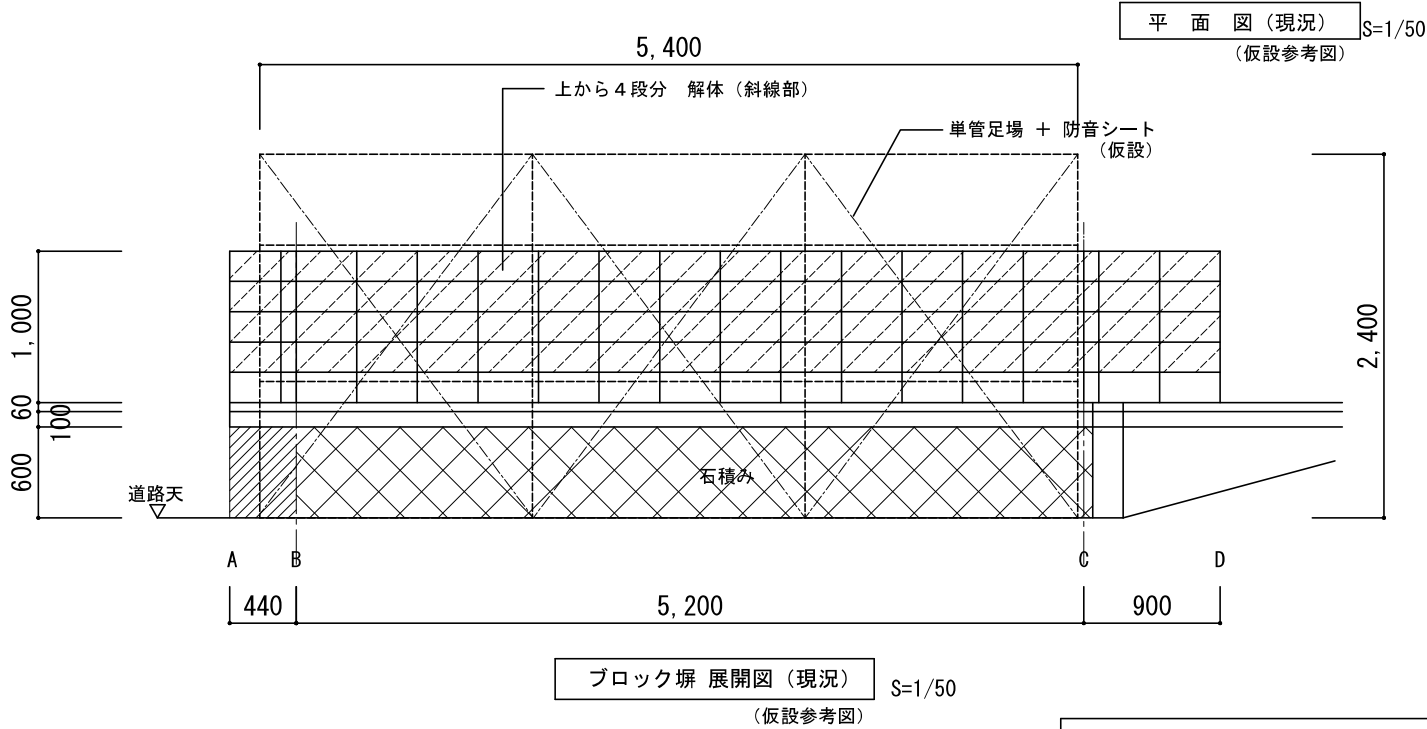 平 面 図（現況） S=1/50
（仮設参考図）
5,400
上から４段分 解体（斜線部）
単管足場 ＋ 防音シート
（仮設）
1,000
60
100
600
2,400
石積み
道路天
A B C D
440 5,200 900
ブロック塀 展開図（現況） S=1/50
（仮設参考図）